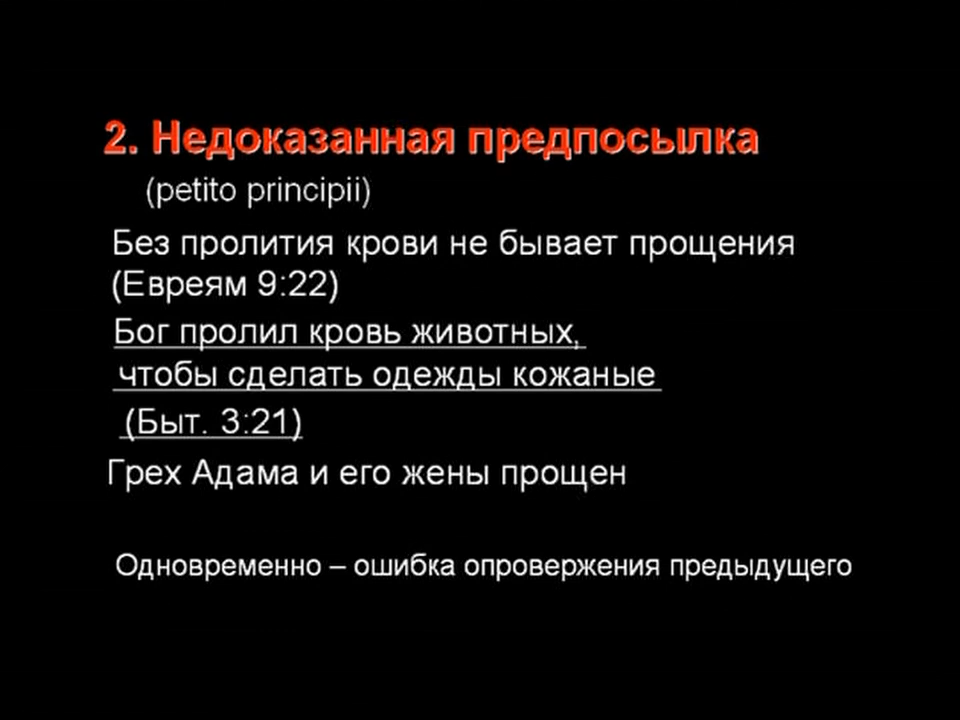 2. Недоказанная предпосылка
(petito principii)
Без пролития крови не бывает прощения
(Евреям 9:22)
Бог пролил кровь животных,
чтобы сделать одежды кожаные
(Быт. 3:21)
Грех Адама и его жены прощен
Одновременно – ошибка опровержения предыдущего